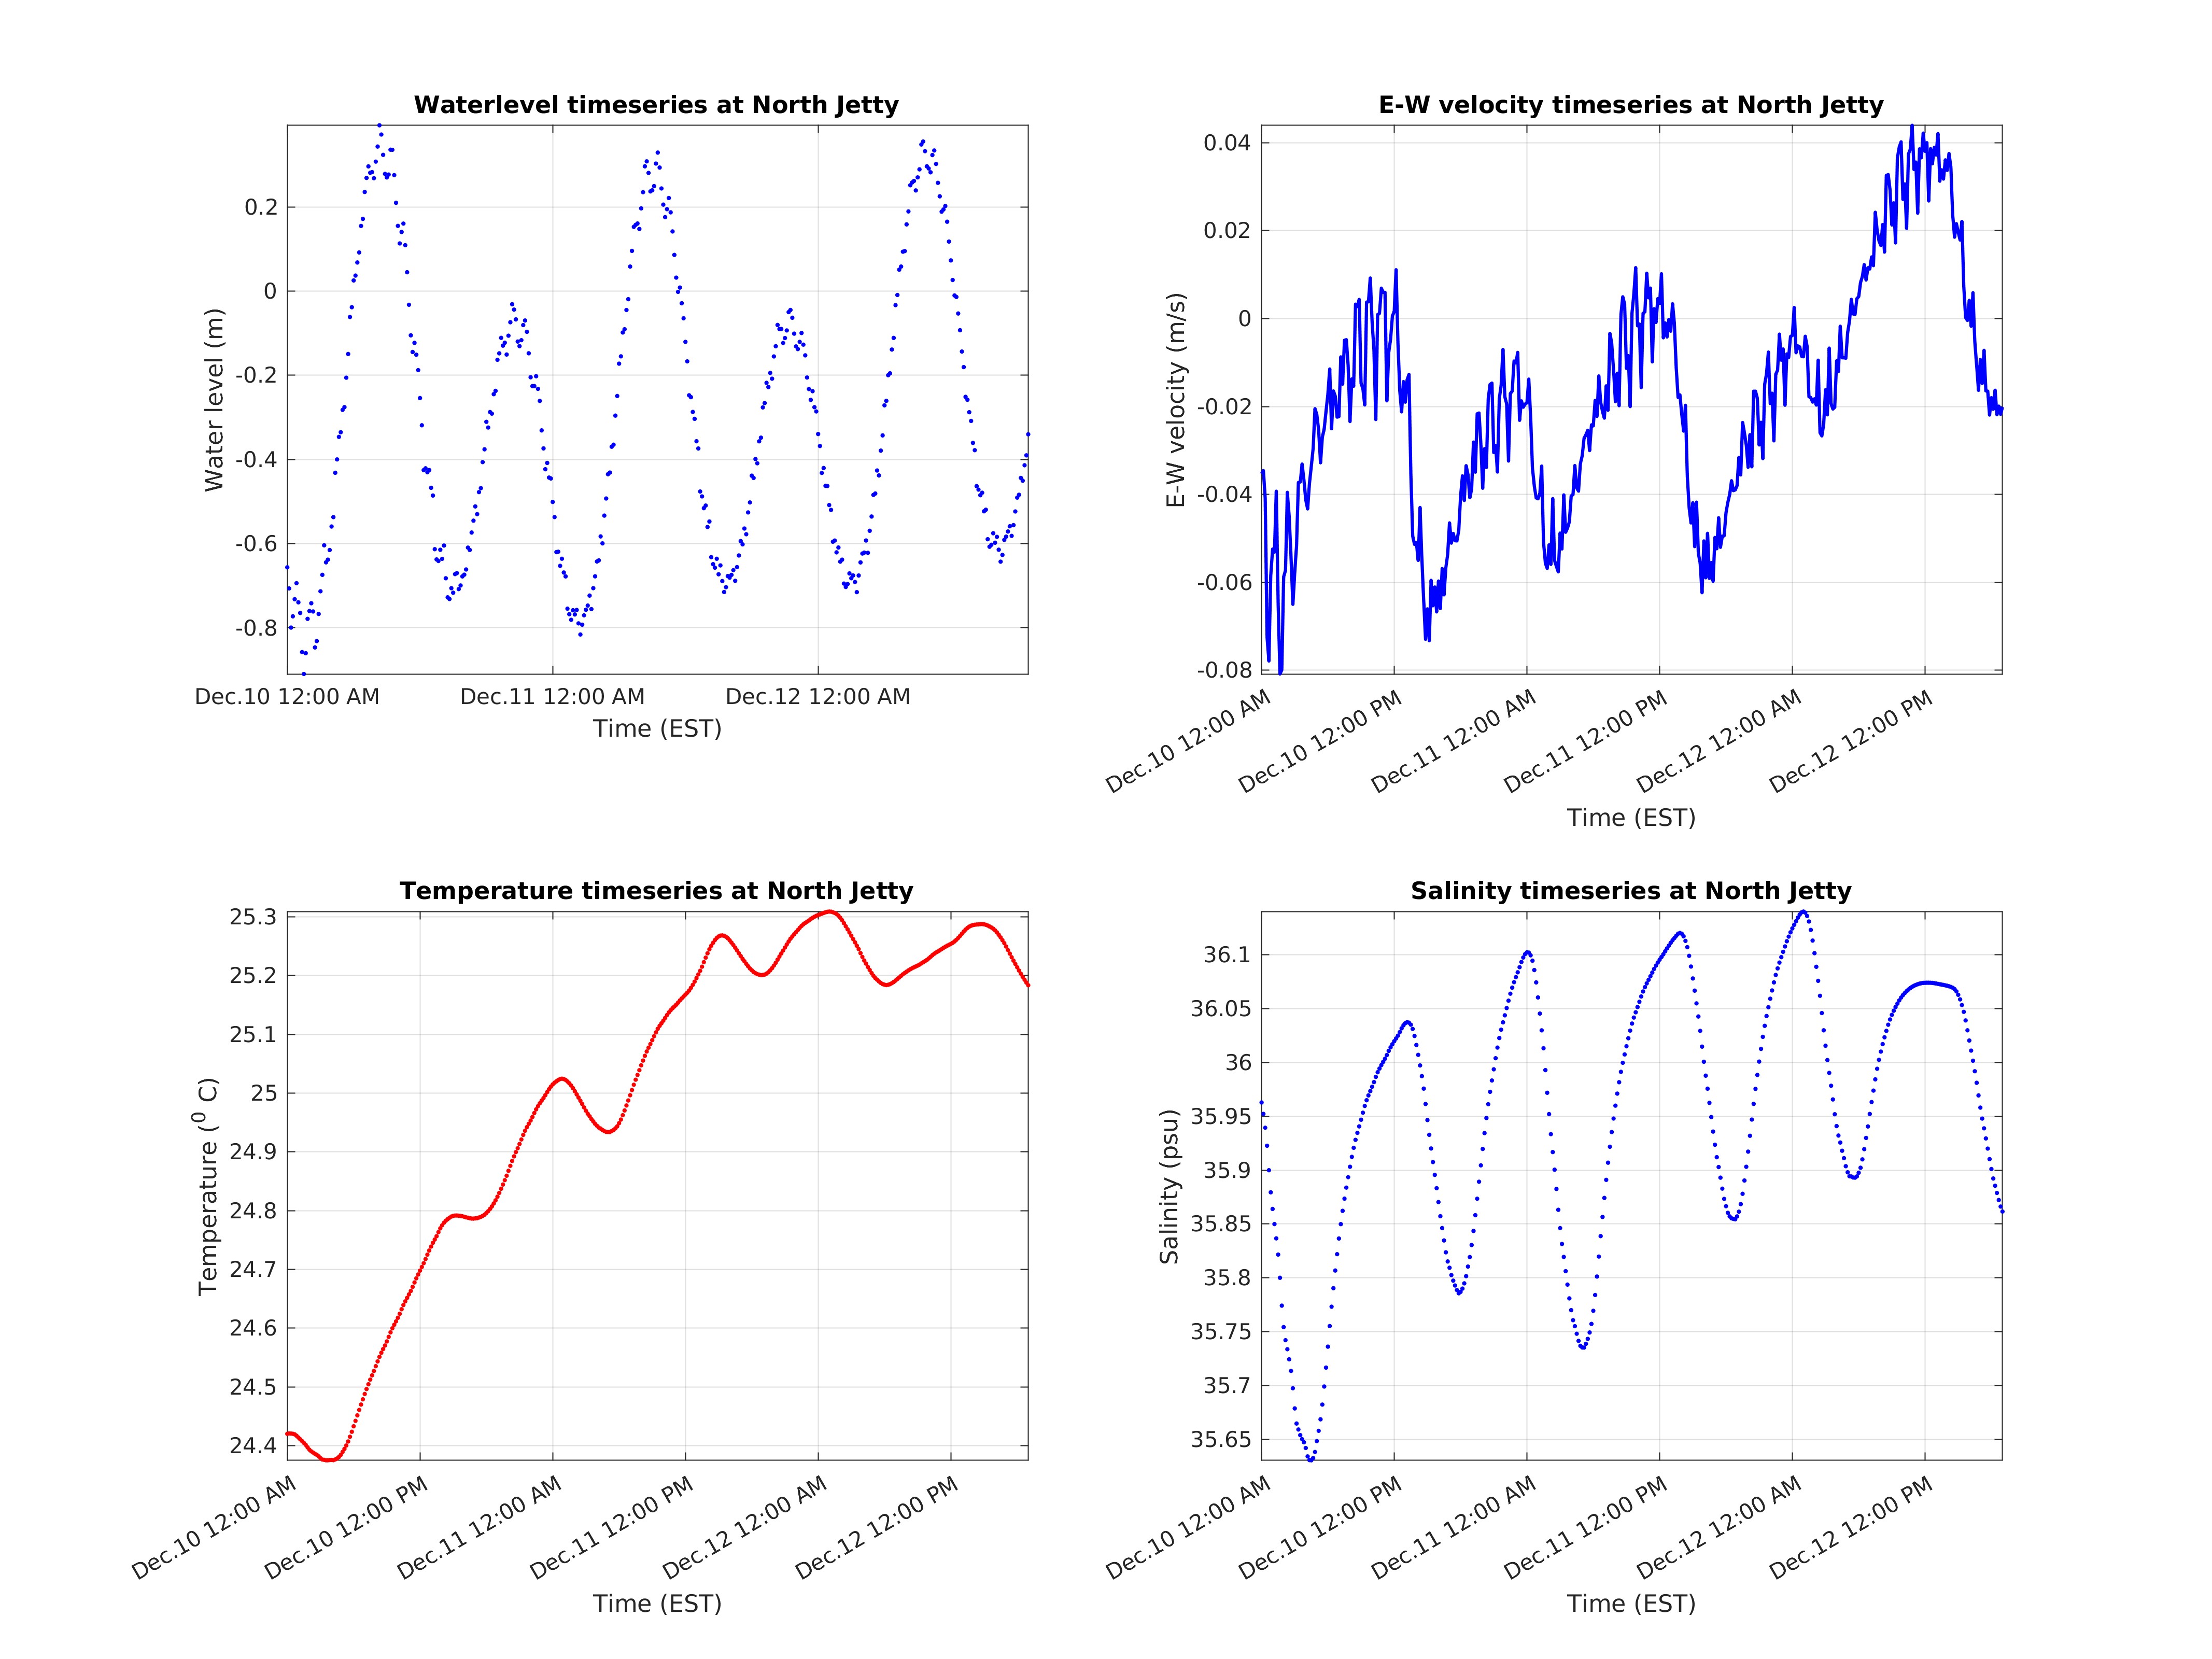 Waterlevel timeseries at North Jetty
0.2
0
-0.2
-0.4
-0.6
-0.8
Water level (m)
Dec.10 12:00 AM Dec.11 12:00 AM Dec.12 12:00 AM
Time (EST)
E-W velocity timeseries at North Jetty
0.04
0.02
0
-0.02
-0.04
-0.06
-0.08
E-W velocity (m/s)
Dec.10 12:00 AM
Dec.10 12:00 PM
Dec.11 12:00 AM
Dec.11 12:00 PM
Dec.12 12:00 AM
Dec.12 12:00 PM
Time (EST)
Temperature timeseries at North Jetty
25.3
25.2
25.1
25
24.9
24.8
24.7
24.6
24.5
24.4
Temperature (⁰ C)
Dec.10 12:00 AM
Dec.10 12:00 PM
Dec.11 12:00 AM
Dec.11 12:00 PM
Dec.12 12:00 AM
Dec.12 12:00 PM
Time (EST)
Salinity timeseries at North Jetty
36.1
36.05
36
35.95
35.9
35.85
35.8
35.75
35.7
35.65
Salinity (psu)
Dec.10 12:00 AM
Dec.10 12:00 PM
Dec.11 12:00 AM
Dec.11 12:00 PM
Dec.12 12:00 AM
Dec.12 12:00 PM
Time (EST)